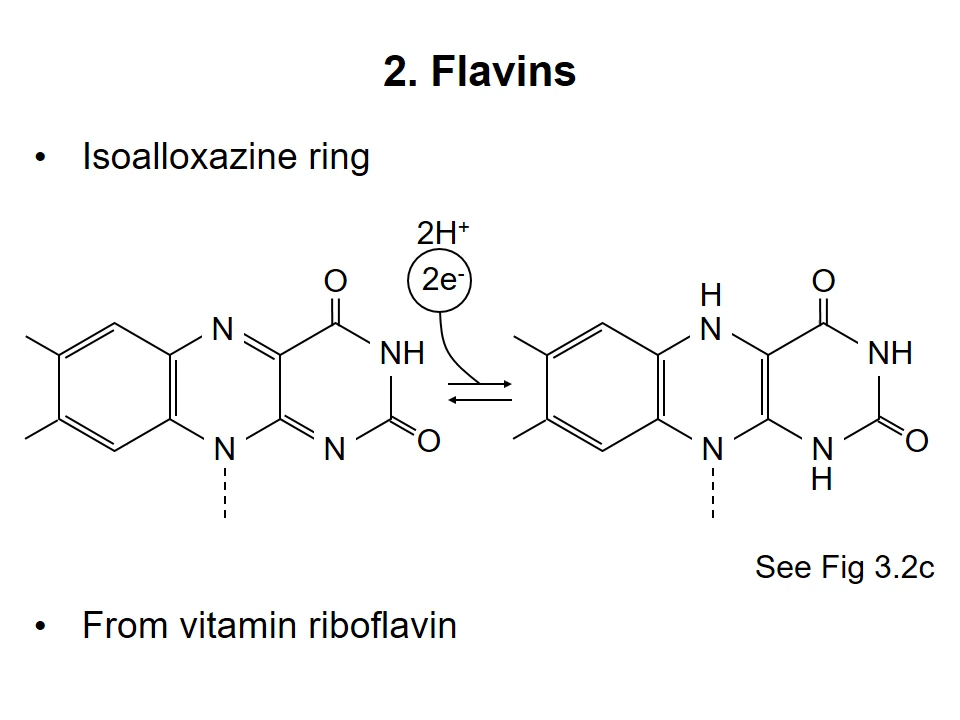 2. Flavins
• Isoalloxazine ring
2H⁺
2e⁻
O
N
NH
N
N
O
H
N
O
NH
N
N
H
O
See Fig 3.2c
• From vitamin riboflavin